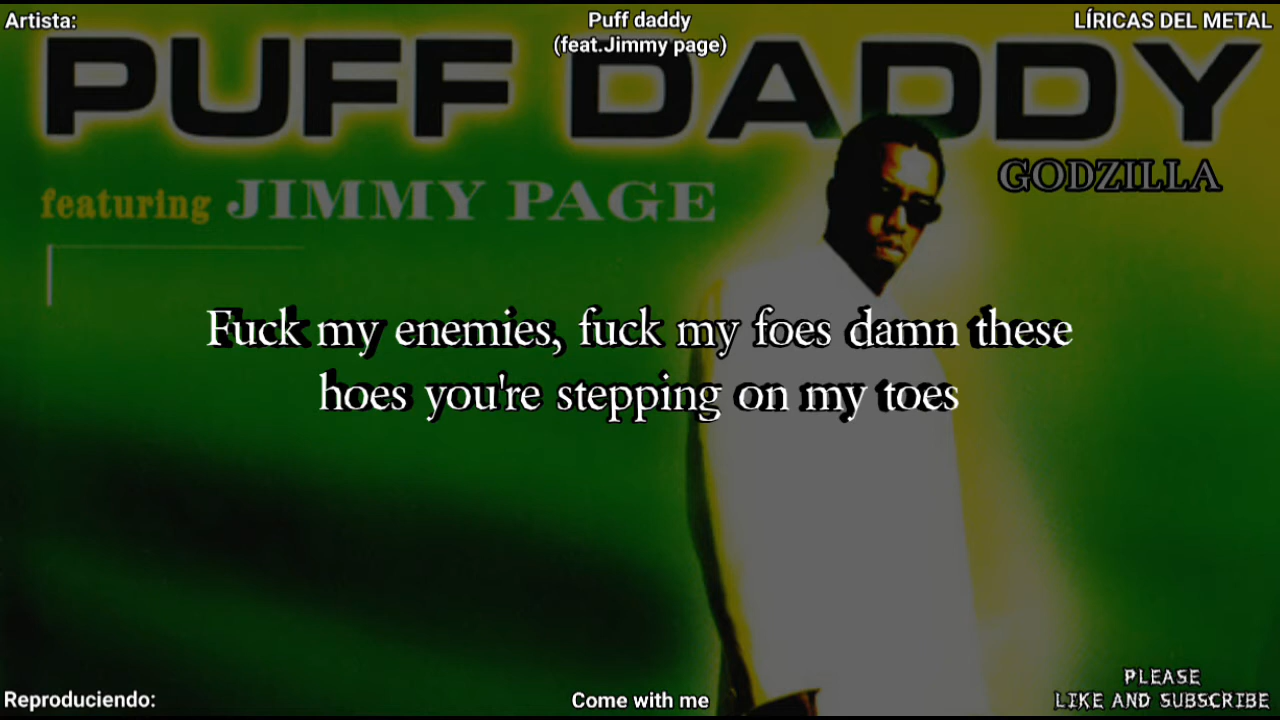 Artista:
Puff daddy
(feat.Jimmy page)
LÍRICAS DEL METAL
PUFF DADDY
GODZILLA
featuring JIMMY PAGE
Fuck my enemies, fuck my foes damn these
hoes you're stepping on my toes
Reproduciendo:
Come with me
PLEASE
LIKE AND SUBSCRIBE